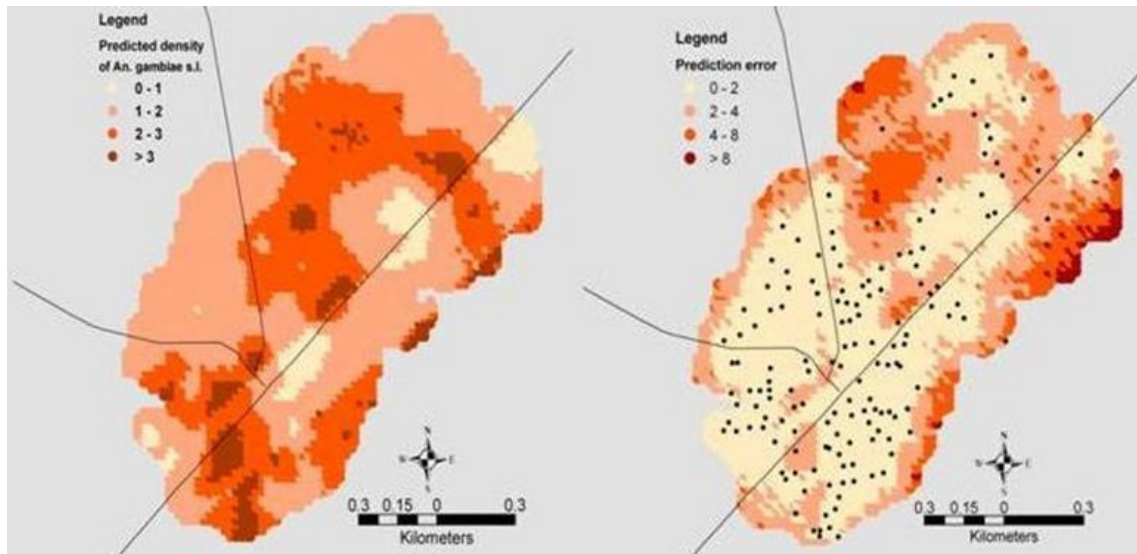 Legend
Predicted density
of An. gambiae s.l.
0 - 1
1 - 2
2 - 3
> 3
N
W E
S
0.3 0.15 0 0.3
Kilometers
Legend
Prediction error
0 - 2
2 - 4
4 - 8
> 8
N
W E
S
0.3 0.15 0 0.3
Kilometers